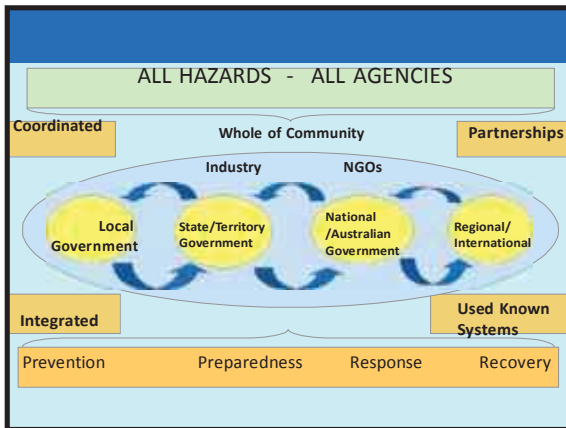 ALL HAZARDS - ALL AGENCIES
Coordinated
Whole of Community
Partnerships
Industry
NGOs
Local
Government
State/Territory
Government
National
/Australian
Government
Regional/
International
Integrated
Used Known
Systems
Prevention
Preparedness
Response
Recovery